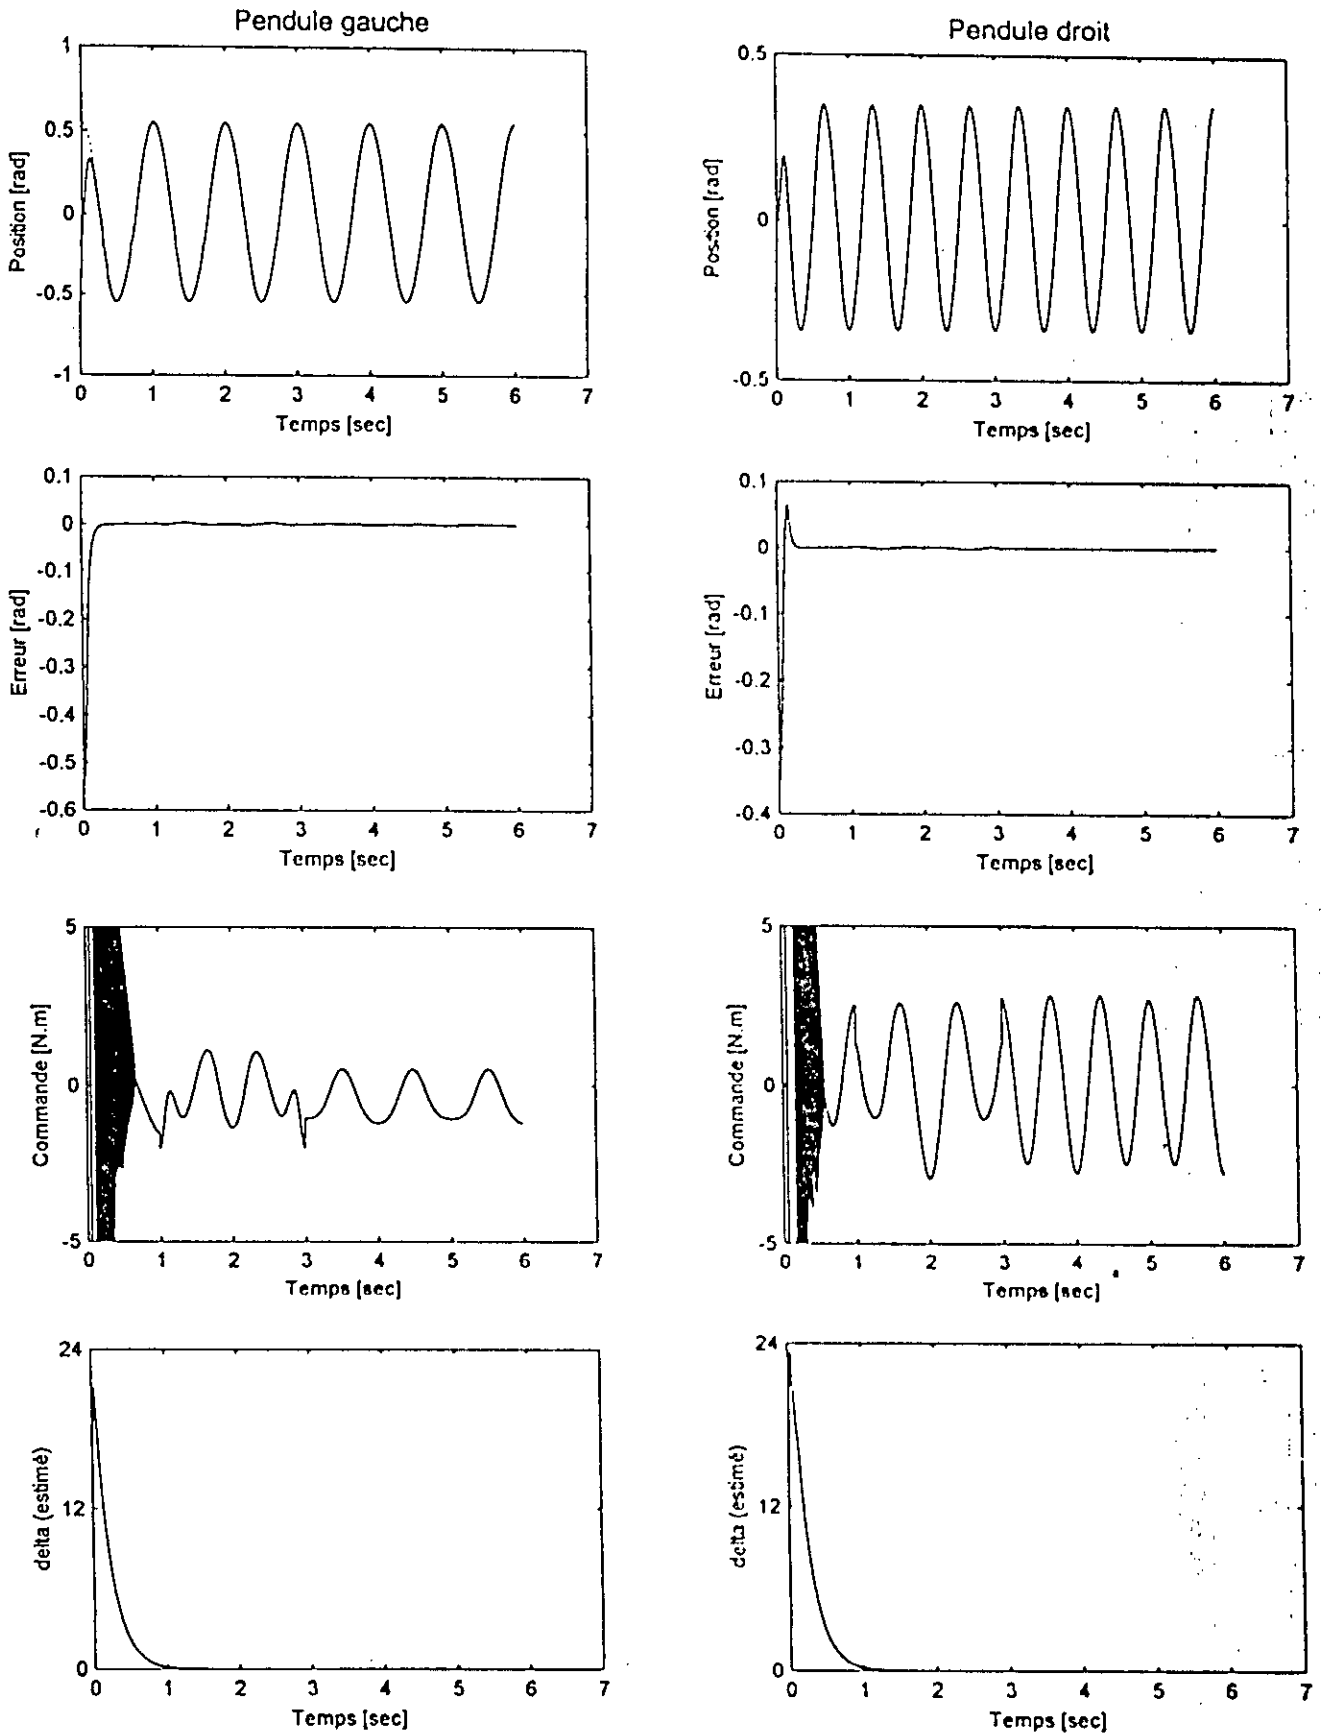 Pendule gauche
1
0.5
0
-0.5
-1
Position [rad]
0 1 2 3 4 5 6 7
Temps [sec]
Pendule droit
0.5
0
-0.5
Position [rad]
0 1 2 3 4 5 6 7
Temps [sec]
0.1
0
-0.1
-0.2
-0.3
-0.4
-0.5
-0.6
Erreur [rad]
0 1 2 3 4 5 6 7
Temps [sec]
0.1
0
-0.1
-0.2
-0.3
-0.4
Erreur [rad]
0 1 2 3 4 5 6 7
Temps [sec]
5
0
-5
Commande [N.m]
0 1 2 3 4 5 6 7
Temps [sec]
5
0
-5
Commande [N.m]
0 1 2 3 4 5 6 7
Temps [sec]
24
12
0
delta (estimé)
0 1 2 3 4 5 6 7
Temps [sec]
24
12
0
delta (estimé)
0 1 2 3 4 5 6 7
Temps [sec]